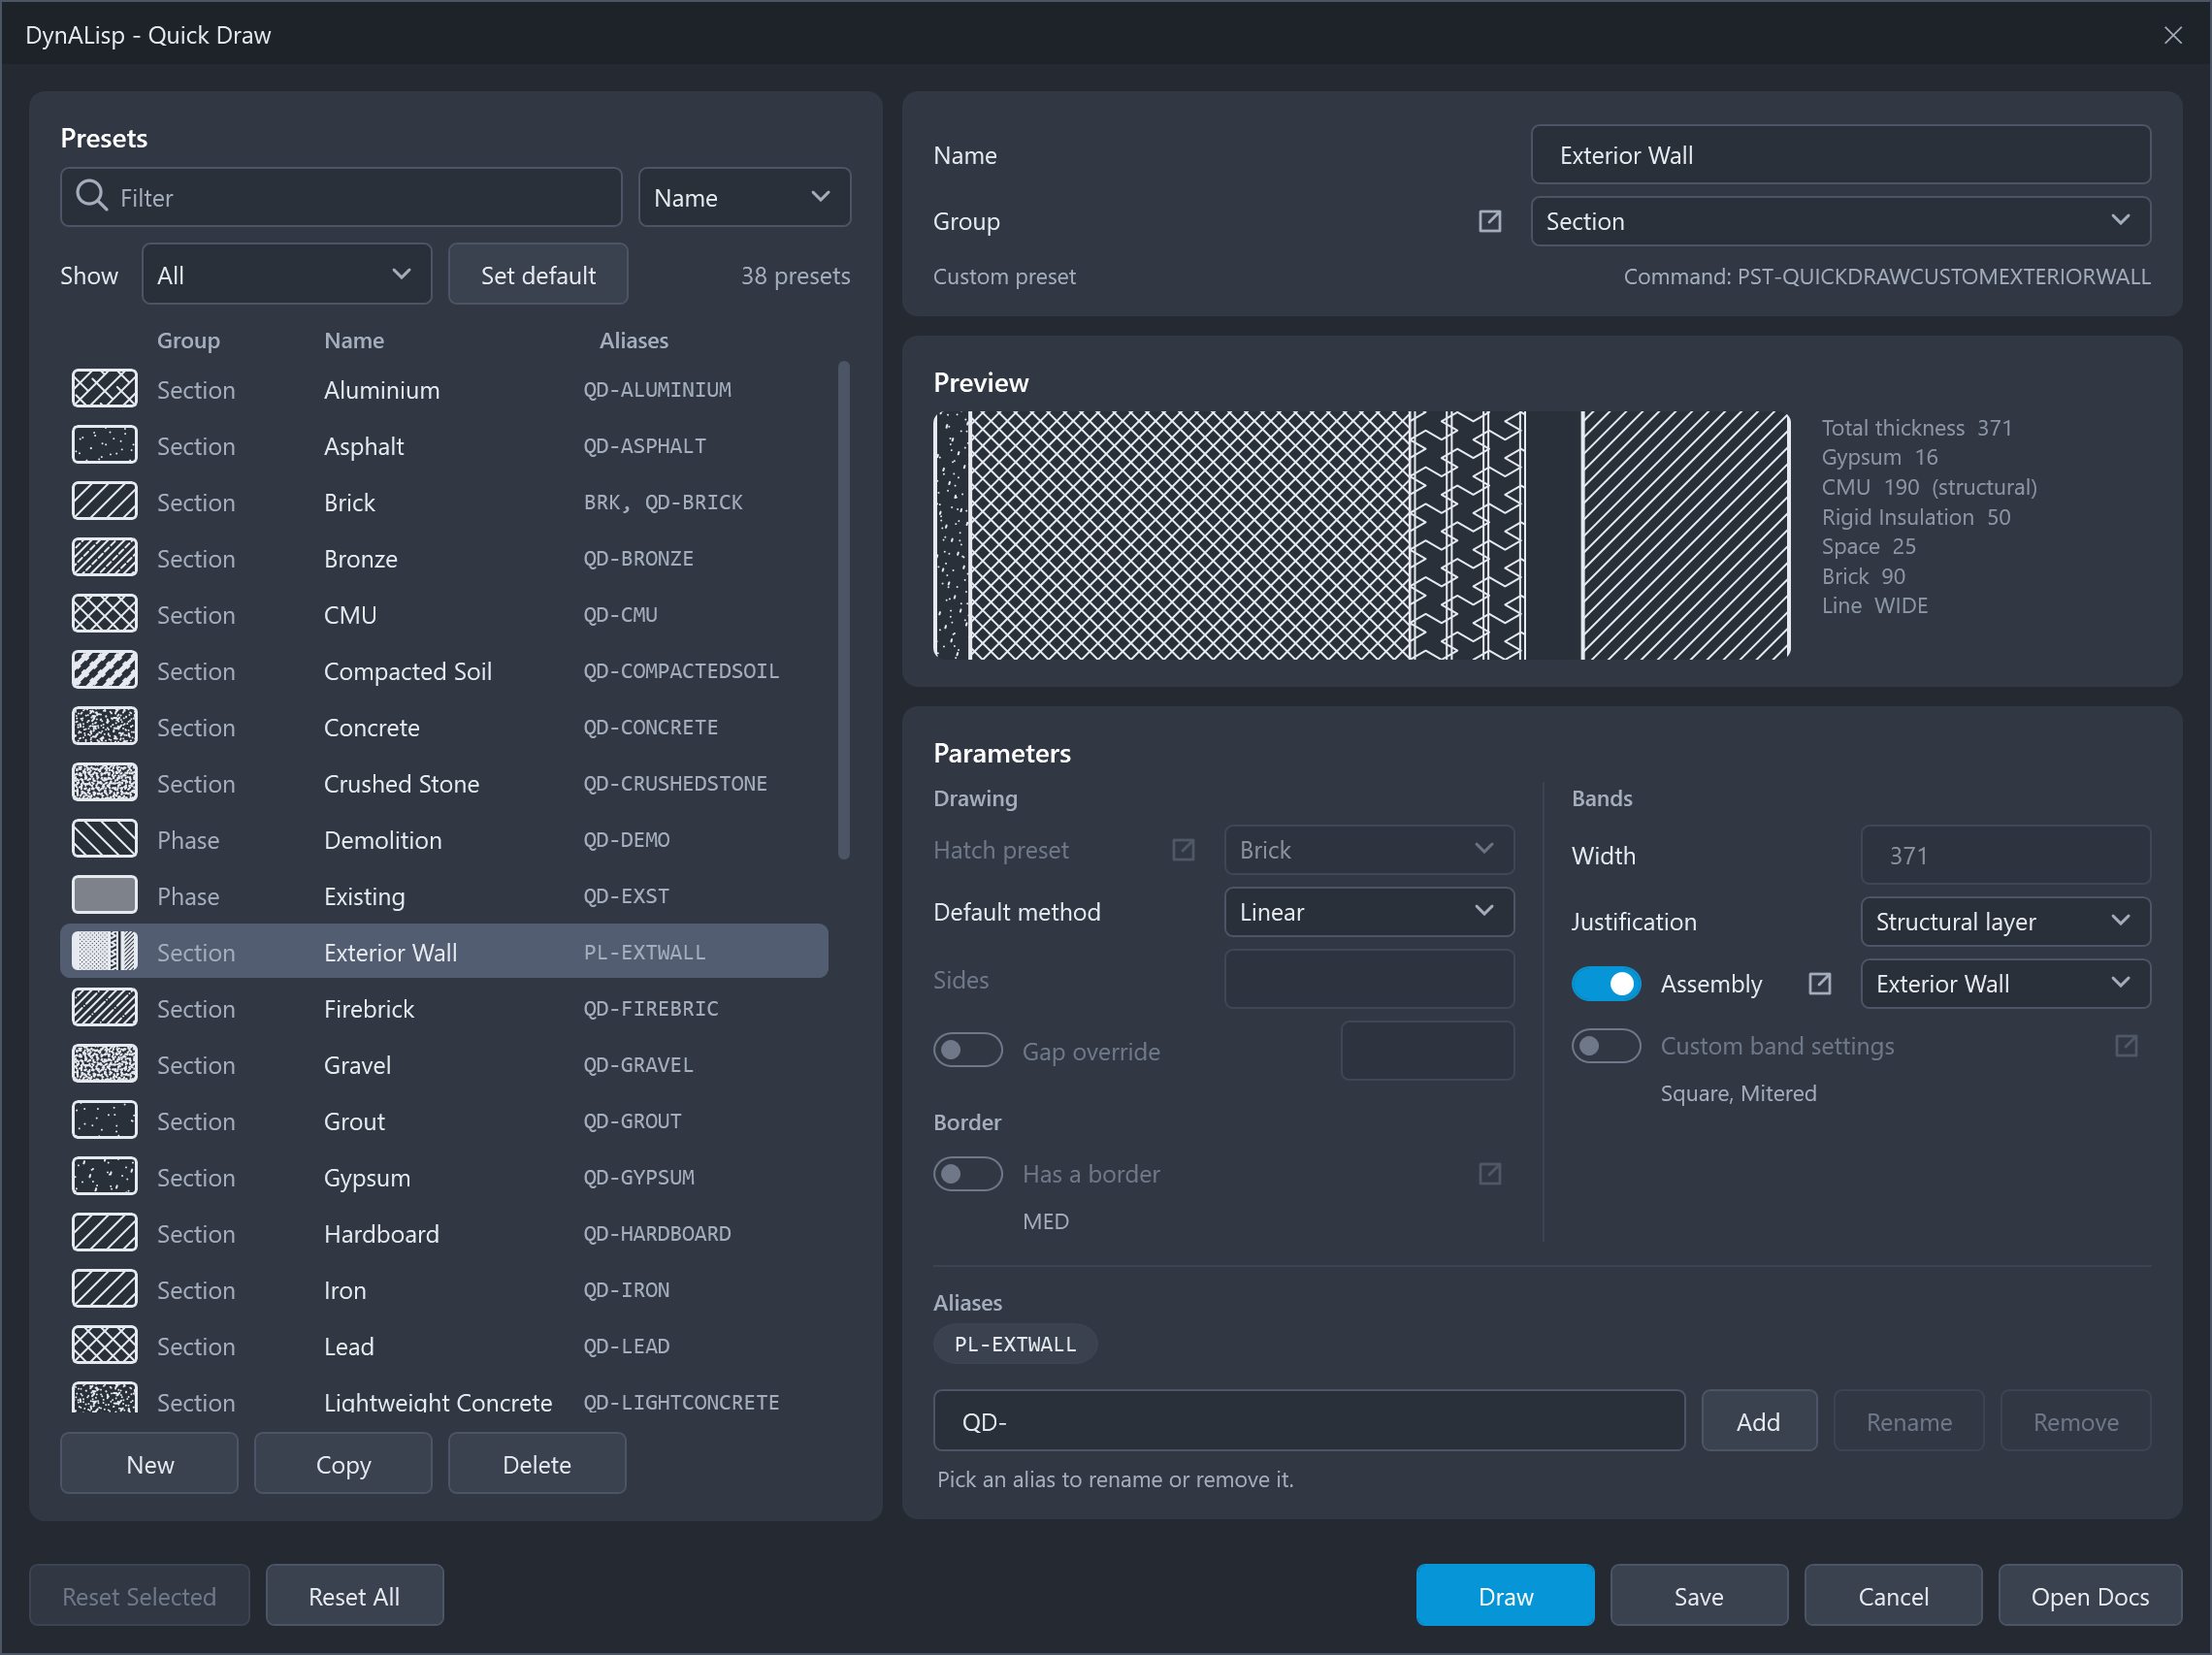 DynALisp - Quick Draw
Presets
Filter
Name
Show
All
Set default
38 presets
Group Name Aliases
Section Aluminium QD-ALUMINIUM
Section Asphalt QD-ASPHALT
Section Brick BRK, QD-BRICK
Section Bronze QD-BRONZE
Section CMU QD-CMU
Section Compacted Soil QD-COMPACTEDSOIL
Section Concrete QD-CONCRETE
Section Crushed Stone QD-CRUSHEDSTONE
Phase Demolition QD-DEMO
Phase Existing QD-EXST
Section Exterior Wall PL-EXTWALL
Section Firebrick QD-FIREBRIC
Section Gravel QD-GRAVEL
Section Grout QD-GROUT
Section Gypsum QD-GYPSUM
Section Hardboard QD-HARDBOARD
Section Iron QD-IRON
Section Lead QD-LEAD
Section Lightweight Concrete QD-LIGHTCONCRETE
New
Copy
Delete
Name
Exterior Wall
Group
Section
Custom preset
Command: PST-QUICKDRAWCUSTOMEXTERIORWALL
Preview
Total thickness 371
Gypsum 16
CMU 190 (structural)
Rigid Insulation 50
Space 25
Brick 90
Line WIDE
Parameters
Drawing
Hatch preset
Brick
Default method
Linear
Sides
Gap override
Border
Has a border
MED
Bands
Width
371
Justification
Structural layer
Assembly
Exterior Wall
Custom band settings
Square, Mitered
Aliases
PL-EXTWALL
QD-
Add
Rename
Remove
Pick an alias to rename or remove it.
Reset Selected
Reset All
Draw
Save
Cancel
Open Docs